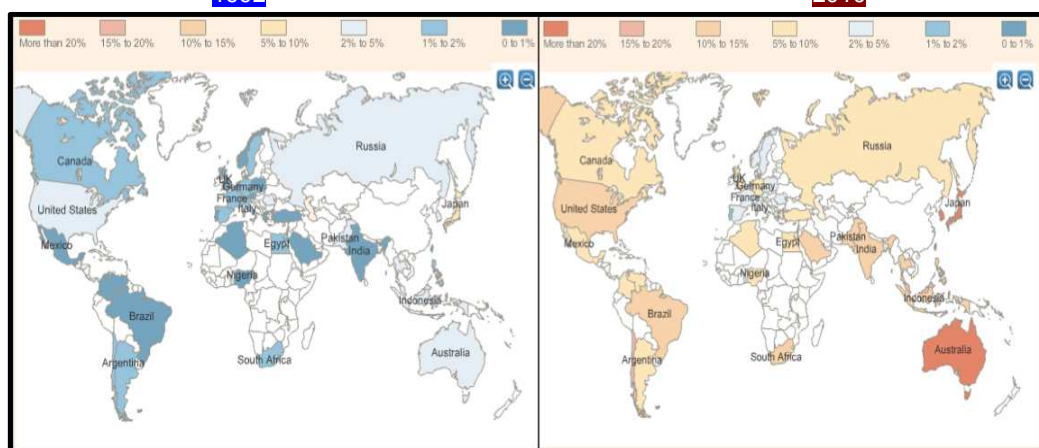 More than 20% 15% to 20% 10% to 15% 5% to 10% 2% to 5% 1% to 2% 0 to 1%
Russia
Canada
UK
Germany
France
Italy
United States
Japan
Mexico
Egypt
Pakistan
India
Nigeria
Indonesia
Brazil
Australia
South Africa
Argentina
More than 20% 15% to 20% 10% to 15% 5% to 10% 2% to 5% 1% to 2% 0 to 1%
Russia
Canada
UK
Germany
France
Italy
United States
Japan
Mexico
Egypt
Pakistan
India
Nigeria
Indonesia
Brazil
Australia
South Africa
Argentina